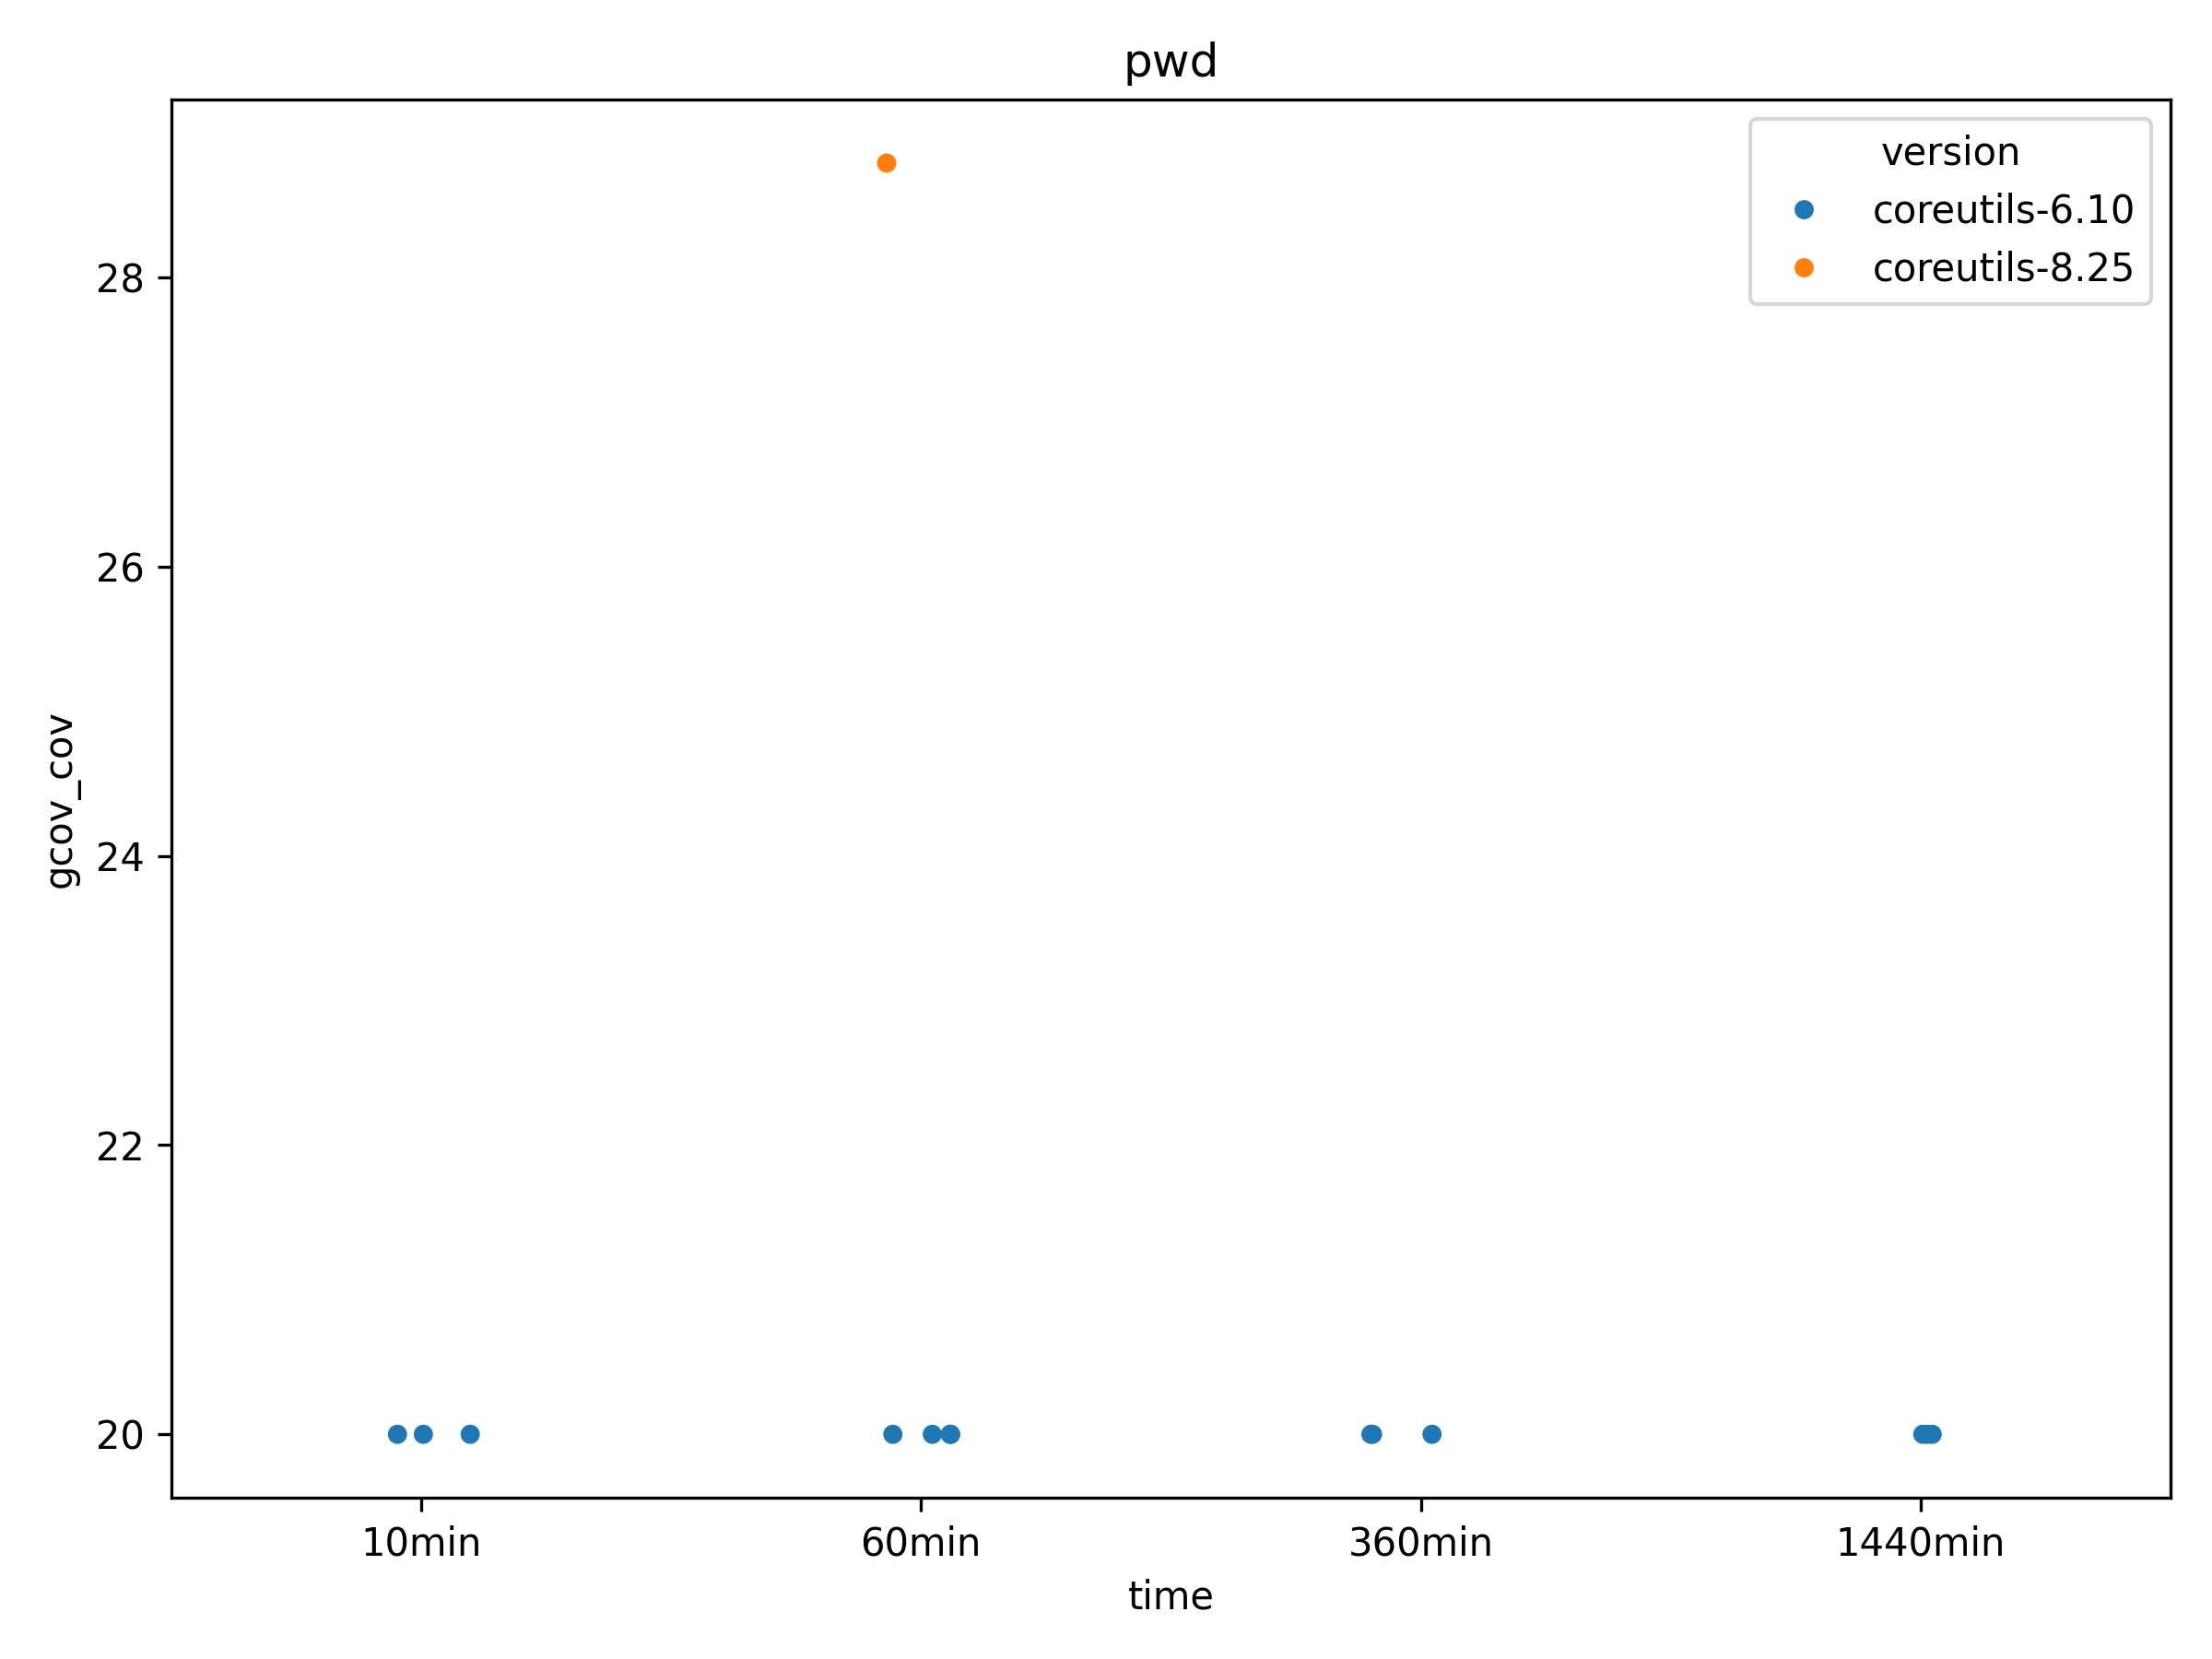 pwd
version
coreutils-6.10
coreutils-8.25
28
26
24
22
20
gcov_cov
10min
60min
360min
1440min
time